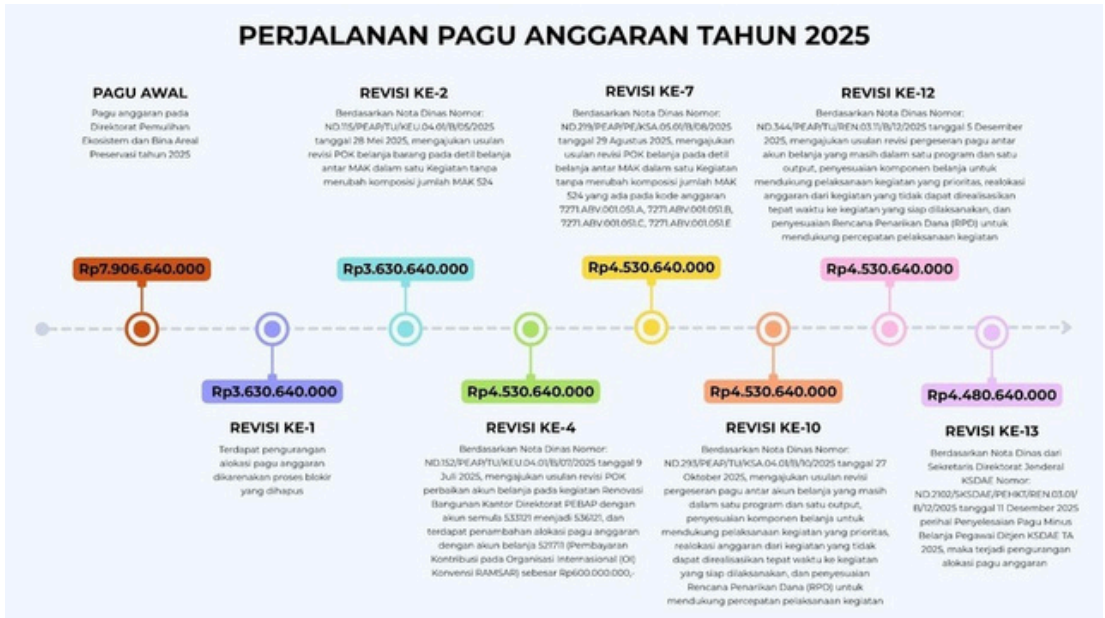 PERJALANAN PAGU ANGGARAN TAHUN 2025
PAGU AWAL
Pagu anggaran pada
Direktorat Pemulihan
Ekosistem dan Bina Areal
Preservasi tahun 2025
Rp7.906.640.000
Rp3.630.640.000
REVISI KE-1
Terdapat pengurangan
alokasi pagu anggaran
dikarenakan proses blokir
yang dihapus
REVISI KE-2
Berdasarkan Nota Dinas Nomor:
ND.115/PEAP/TU/KEU.04.01/B/05/2025
tanggal 28 Mei 2025, mengajukan usulan
revisi POK belanja barang pada detil belanja
antar MAK dalam satu Kegiatan tanpa
merubah komposisi jumlah MAK 524
Rp3.630.640.000
Rp4.530.640.000
REVISI KE-4
Berdasarkan Nota Dinas Nomor:
ND.152/PEAP/TU/KEU.04.01/B/07/2025 tanggal 9
Juli 2025, mengajukan usulan revisi POK
perbaikan akun belanja pada kegiatan Renovasi
Bangunan Kantor Direktorat PEBAP dengan
akun semula 533121 menjadi 536121, dan
terdapat penambahan alokasi pagu anggaran
dengan akun belanja 521711 (Pembayaran
Kontribusi pada Organisasi Internasional (OI)
Konvensi RAMSAR) sebesar Rp600.000.000,-
REVISI KE-7
Berdasarkan Nota Dinas Nomor:
ND.219/PEAP/PE/KSA.05.01/B/08/2025
tanggal 29 Agustus 2025, mengajukan
usulan revisi POK belanja pada detil
belanja antar MAK dalam satu Kegiatan
tanpa merubah komposisi jumlah MAK
524 yang ada pada kode anggaran
7271.ABV.001.051.A, 7271.ABV.001.051.B,
7271.ABV.001.051.C, 7271.ABV.001.051.E
Rp4.530.640.000
Rp4.530.640.000
REVISI KE-10
Berdasarkan Nota Dinas Nomor:
ND.293/PEAP/TU/KSA.04.01/B/10/2025 tanggal 27
Oktober 2025, mengajukan usulan revisi
pergeseran pagu antar akun belanja yang masih
dalam satu program dan satu output,
penyesuaian komponen belanja untuk
mendukung pelaksanaan kegiatan yang prioritas,
realokasi anggaran dari kegiatan yang tidak
dapat direalisasikan tepat waktu ke kegiatan
yang siap dilaksanakan, dan penyesuaian
Rencana Penarikan Dana (RPD) untuk
mendukung percepatan pelaksanaan kegiatan
REVISI KE-12
Berdasarkan Nota Dinas Nomor:
ND.344/PEAP/TU/REN.03.11/B/12/2025 tanggal 5 Desember
2025, mengajukan usulan revisi pergeseran pagu antar
akun belanja yang masih dalam satu program dan satu
output, penyesuaian komponen belanja untuk
mendukung pelaksanaan kegiatan yang prioritas, realokasi
anggaran dari kegiatan yang tidak dapat direalisasikan
tepat waktu ke kegiatan yang siap dilaksanakan, dan
penyesuaian Rencana Penarikan Dana (RPD) untuk
mendukung percepatan pelaksanaan kegiatan
Rp4.530.640.000
Rp4.480.640.000
REVISI KE-13
Berdasarkan Nota Dinas dari
Sekretaris Direktorat Jenderal
KSDAE Nomor:
ND.2102/SKSDAE/PEHKT/REN.03.01/
B/12/2025 tanggal 11 Desember 2025
perihal Penyelesaian Pagu Minus
Belanja Pegawai Ditjen KSDAE TA
2025, maka terjadi pengurangan
alokasi pagu anggaran